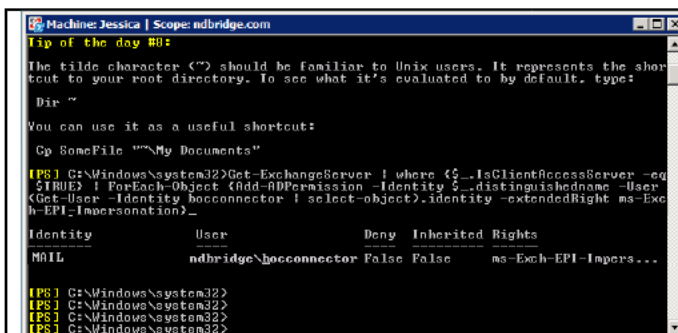 Machine: Jessica | Scope: ndbridge.com
Tip of the day #8:
The tilde character (~) should be familiar to Unix users. It represents the shor
tcut to your root directory. To see what it's evaluated to by default, type:
Dir ~
You can use it as a useful shortcut:
Cp SomeFile "~\My Documents"
[PS] C:\Windows\system32>Get-ExchangeServer | where {$_.IsClientAccessServer -eq
$TRUE} | ForEach-Object {Add-ADPermission -Identity $_.distinguishedname -User
(Get-User -Identity bocconnector | select-object).identity -extendedRight ms-Exc
h-EPI-Impersonation}_
Identity User Deny Inherited Rights
-------- ---- ---- --------- ------
MAIL ndbridge\bocconnector False False ms-Exch-EPI-Impers...
[PS] C:\Windows\system32>
[PS] C:\Windows\system32>
[PS] C:\Windows\system32>
[PS] C:\Windows\system32>